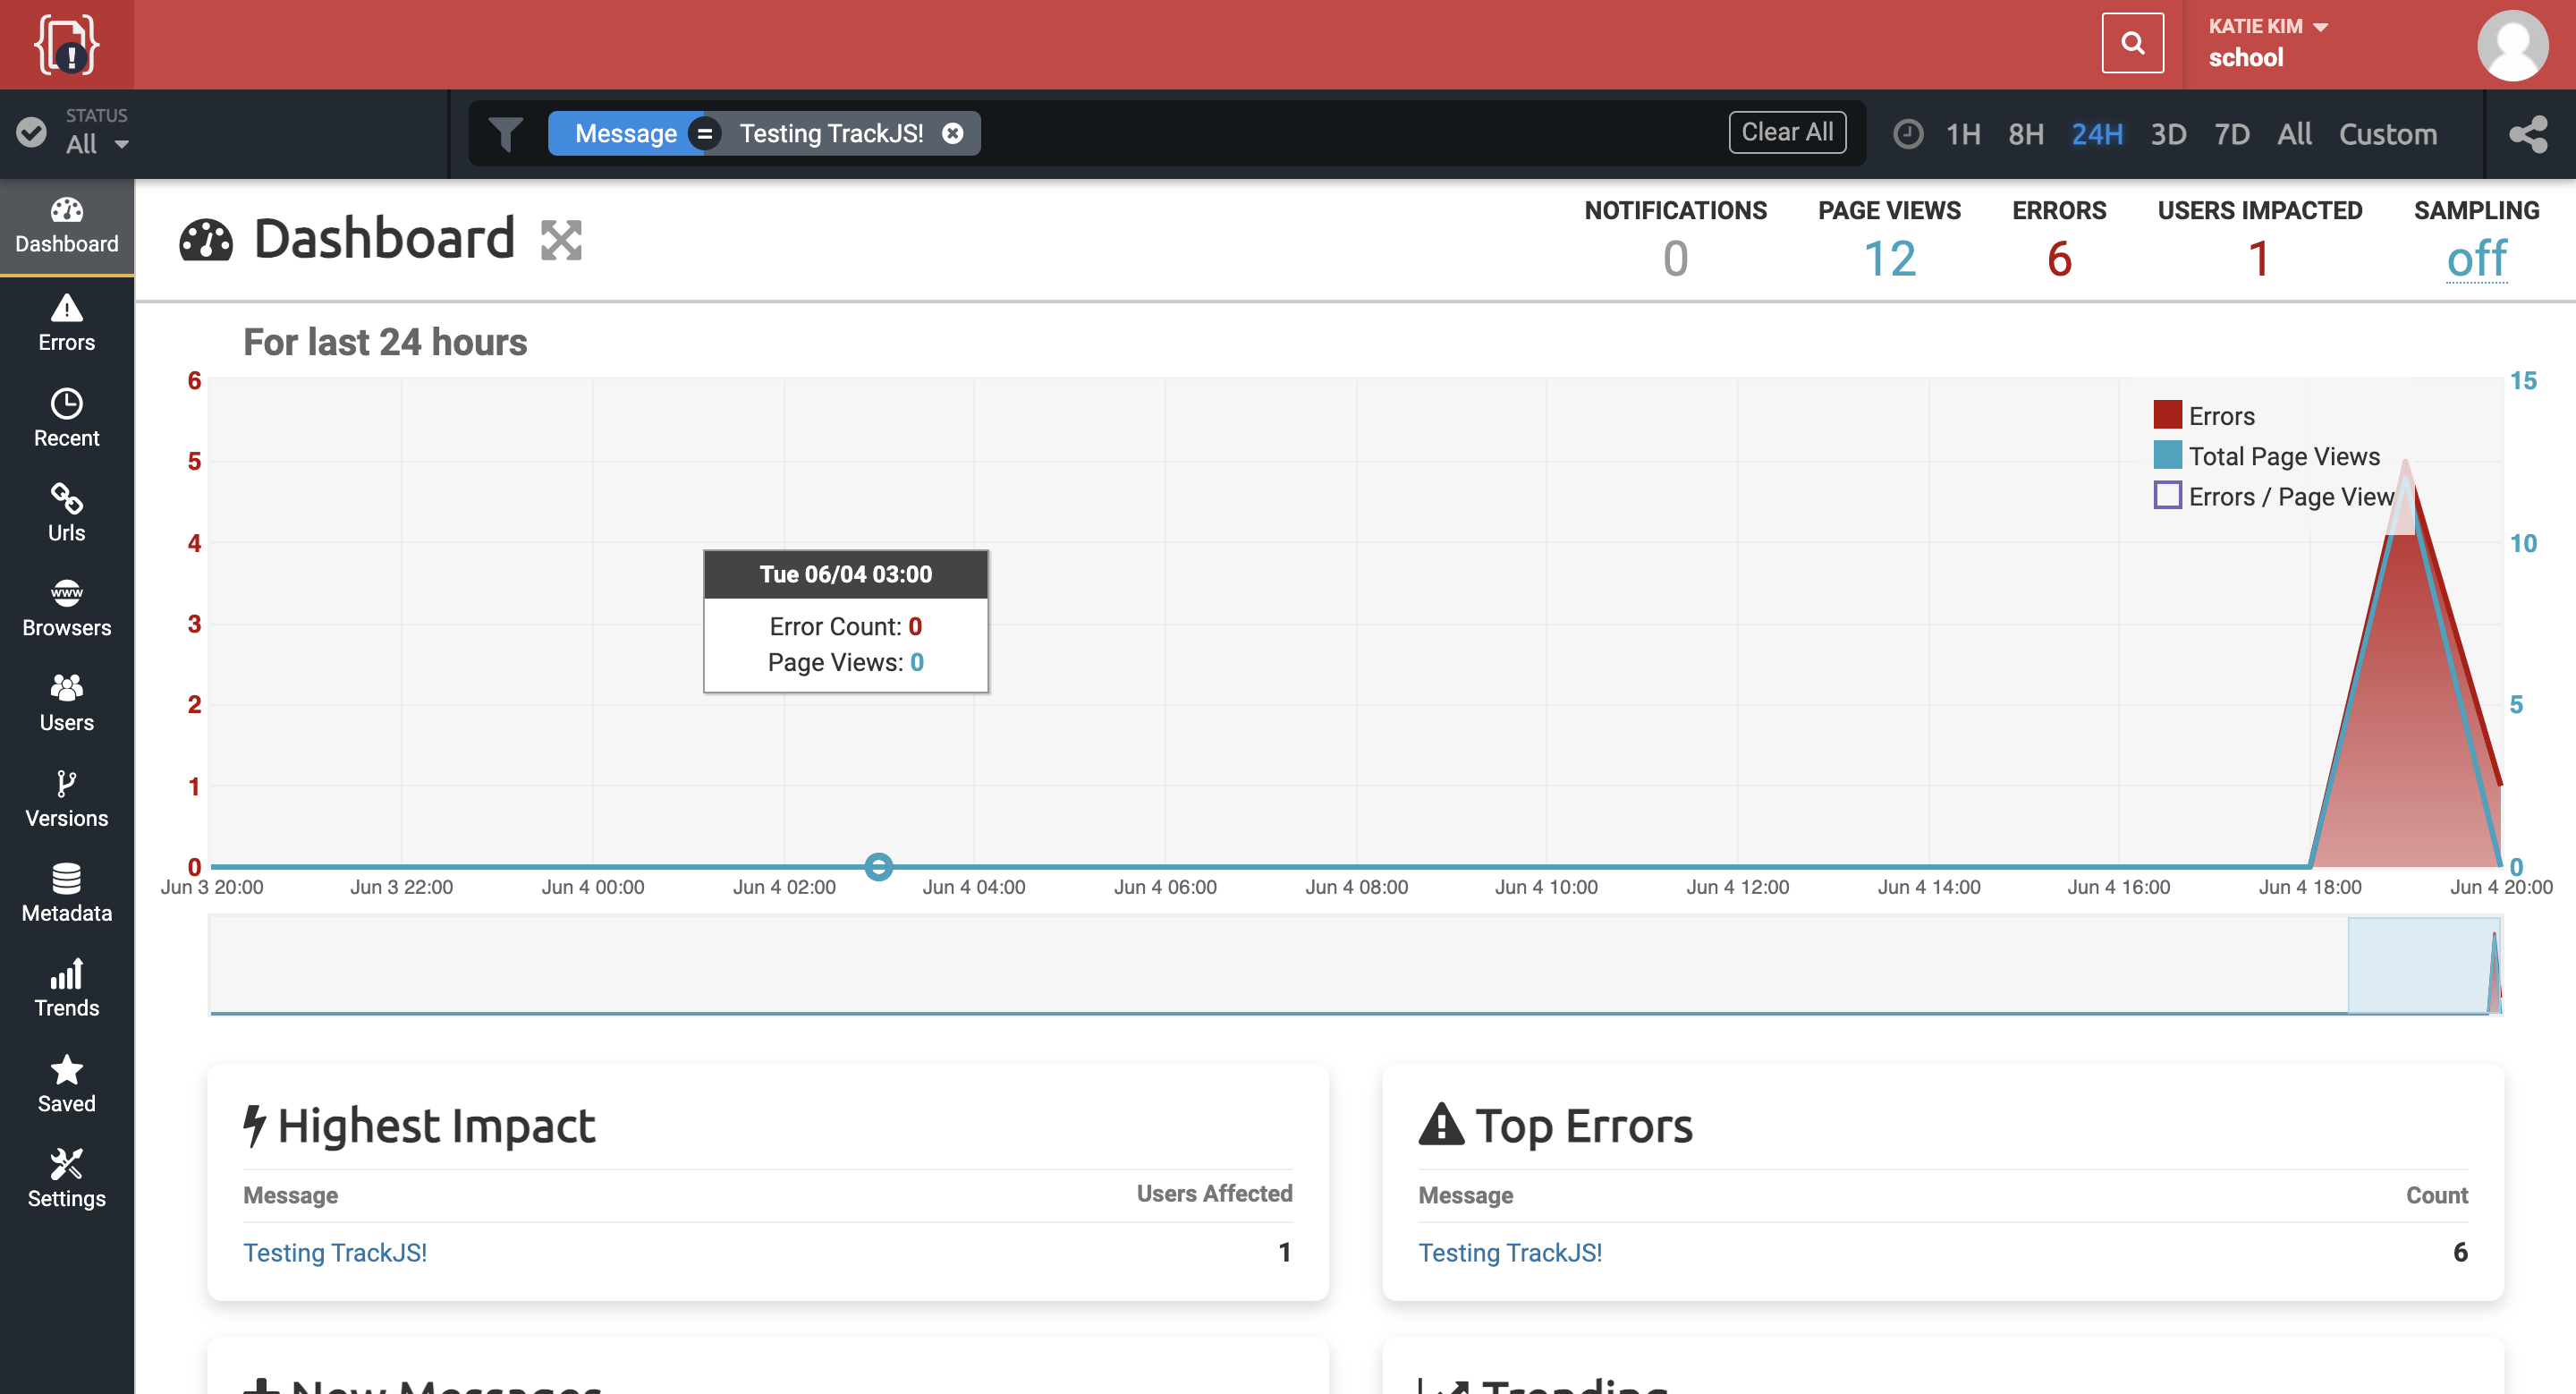 KATIE KIM
school
STATUS
All
Message = Testing TrackJS!
Clear All
1H 8H 24H 3D 7D All Custom
Dashboard
Errors
Recent
Urls
www
Browsers
Users
Versions
Metadata
Trends
Saved
Settings
Dashboard
NOTIFICATIONS
0
PAGE VIEWS
12
ERRORS
6
USERS IMPACTED
1
SAMPLING
off
For last 24 hours
6
5
4
3
2
1
0
15
10
5
0
Errors
Total Page Views
Errors / Page View
Tue 06/04 03:00
Error Count: 0
Page Views: 0
Jun 3 20:00 Jun 3 22:00 Jun 4 00:00 Jun 4 02:00 Jun 4 04:00 Jun 4 06:00 Jun 4 08:00 Jun 4 10:00 Jun 4 12:00 Jun 4 14:00 Jun 4 16:00 Jun 4 18:00 Jun 4 20:00
Highest Impact
Message Users Affected
Testing TrackJS! 1
Top Errors
Message Count
Testing TrackJS! 6
New Messages
Trending